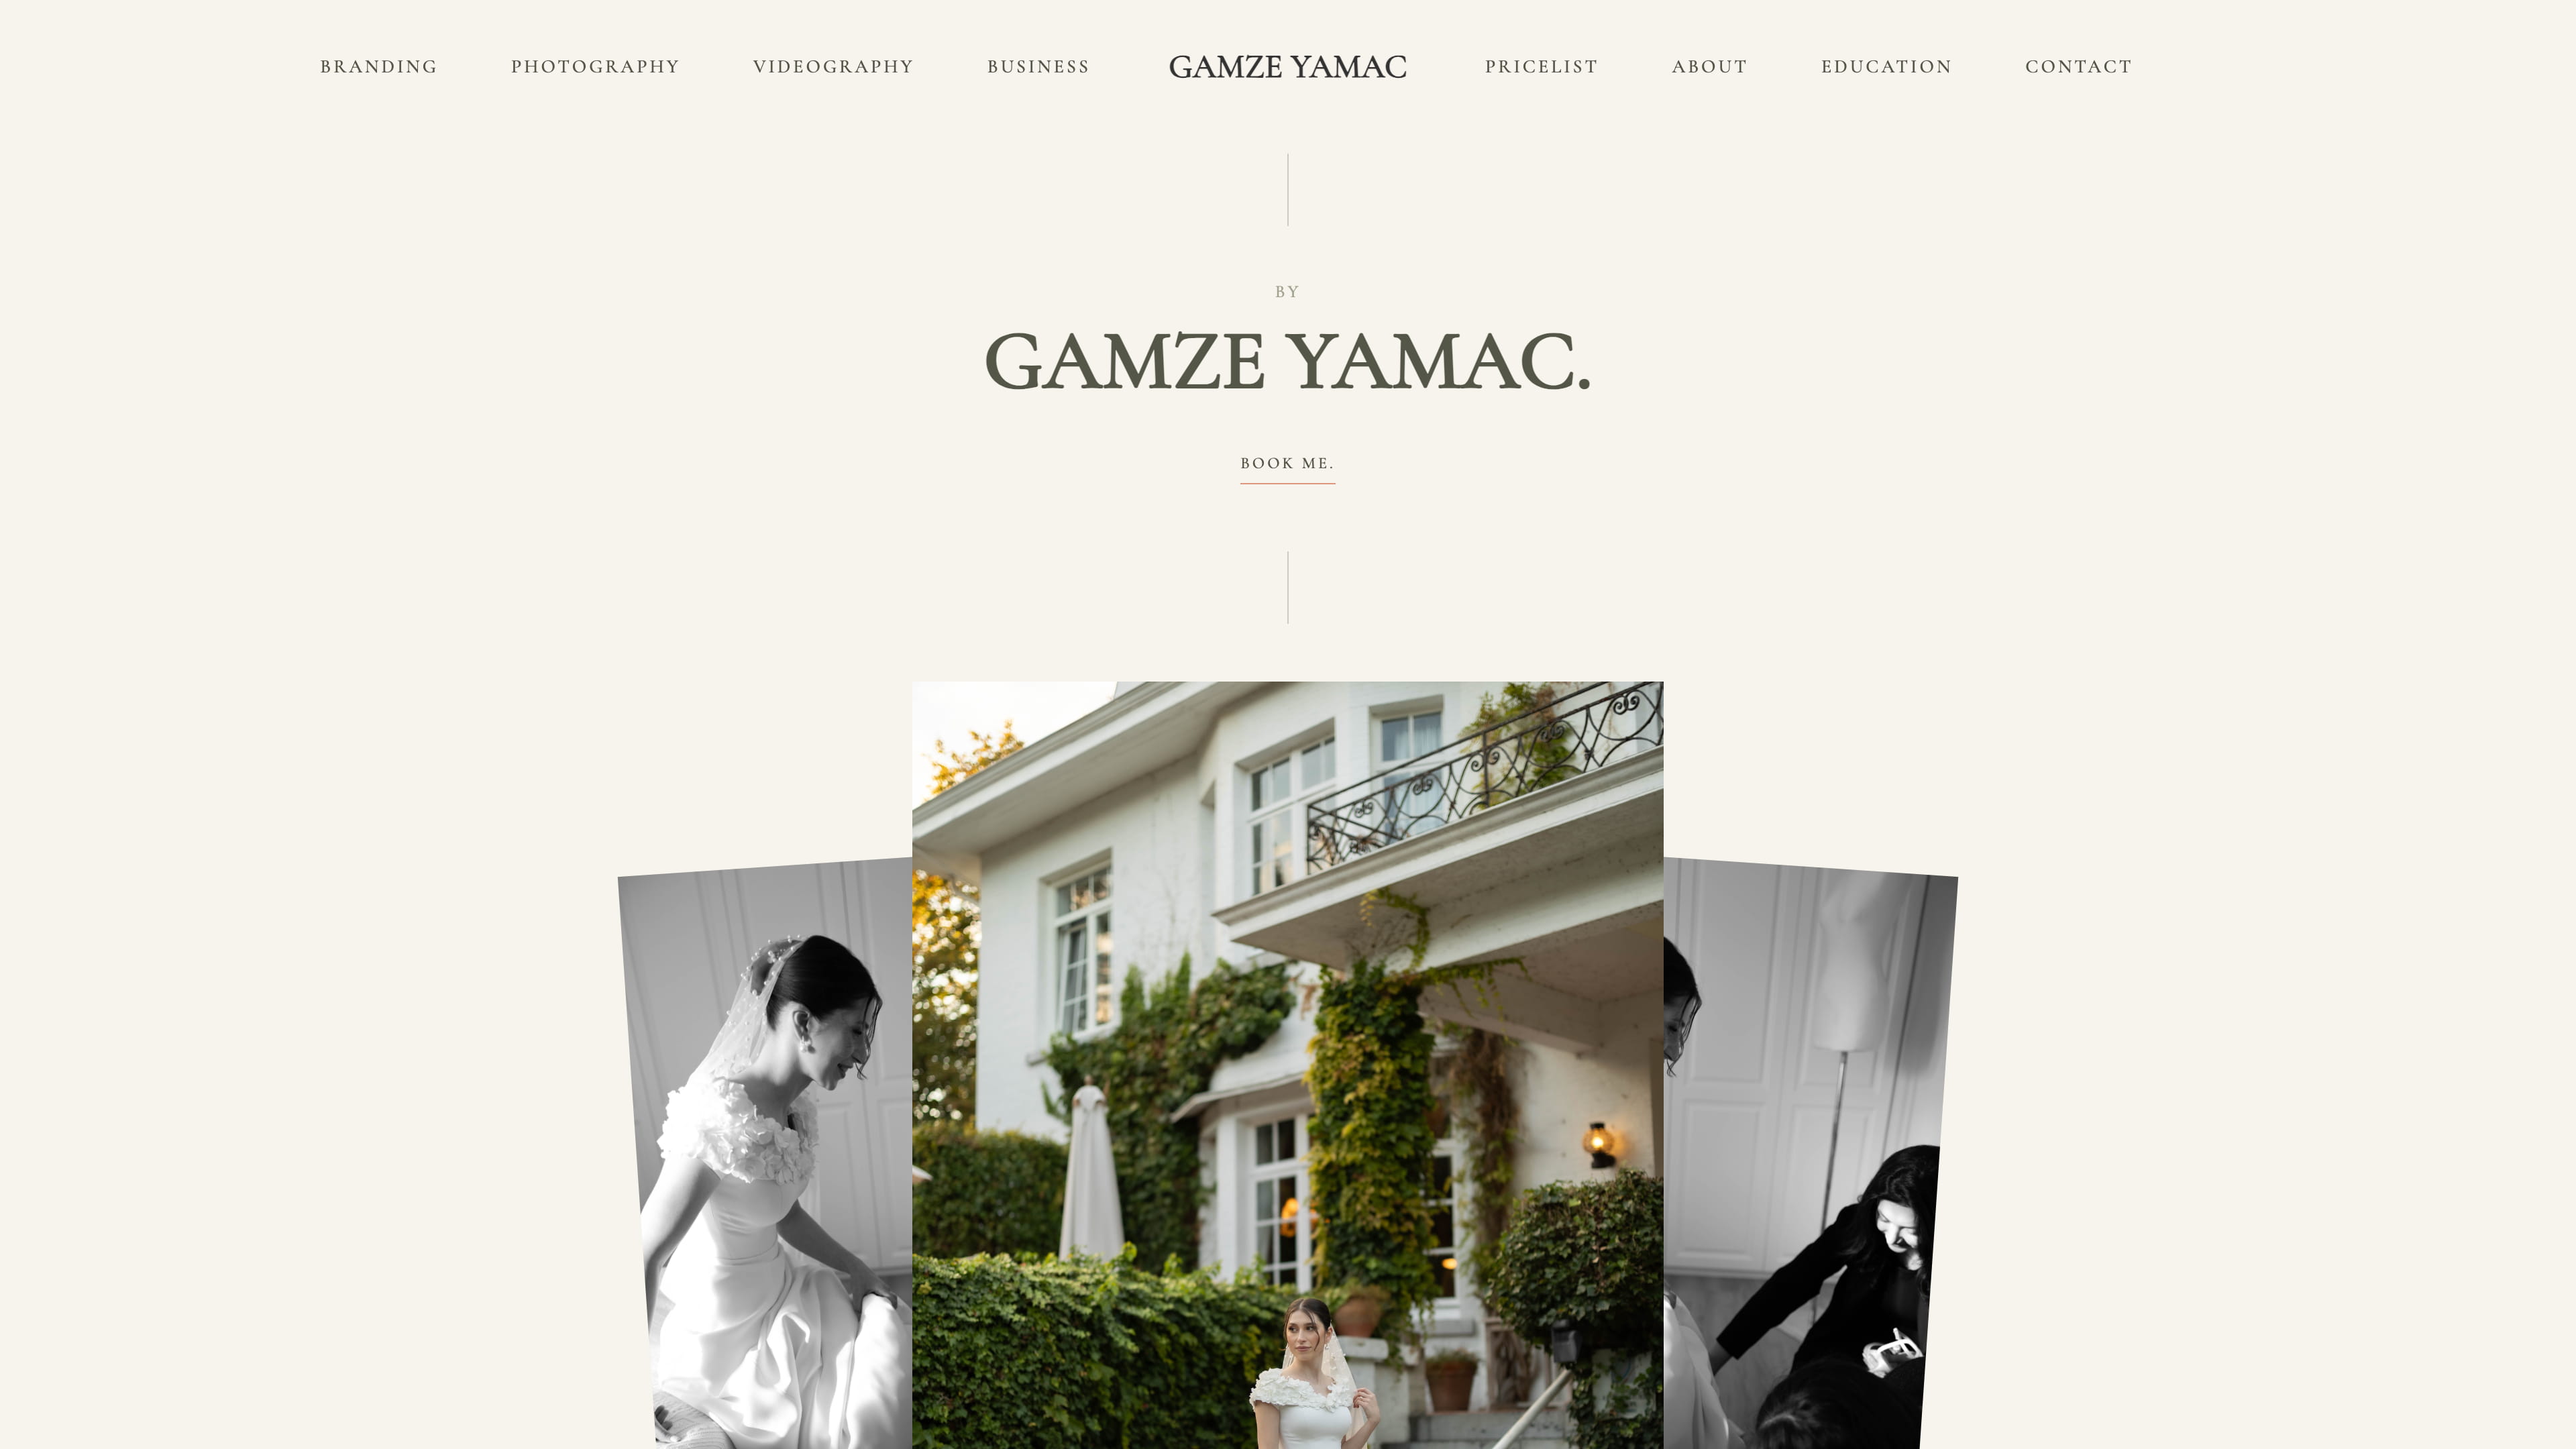 BRANDING PHOTOGRAPHY VIDEOGRAPHY BUSINESS GAMZE YAMAC PRICELIST ABOUT EDUCATION CONTACT
BY
GAMZE YAMAC.
BOOK ME.